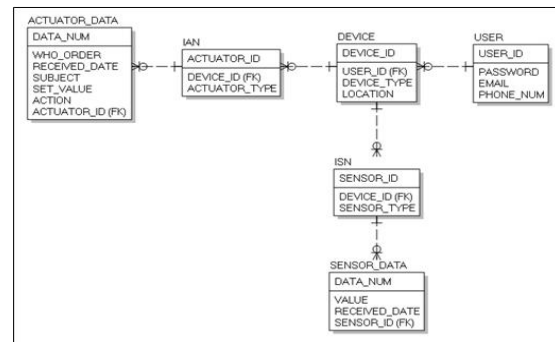 ACTUATOR_DATA
DATA_NUM
WHO_ORDER
RECEIVED_DATE
SUBJECT
SET_VALUE
ACTION
ACTUATOR_ID (FK)
IAN
ACTUATOR_ID
DEVICE_ID (FK)
ACTUATOR_TYPE
DEVICE
DEVICE_ID
USER_ID (FK)
DEVICE_TYPE
LOCATION
USER
USER_ID
PASSWORD
EMAIL
PHONE_NUM
ISN
SENSOR_ID
DEVICE_ID (FK)
SENSOR_TYPE
SENSOR_DATA
DATA_NUM
VALUE
RECEIVED_DATE
SENSOR_ID (FK)